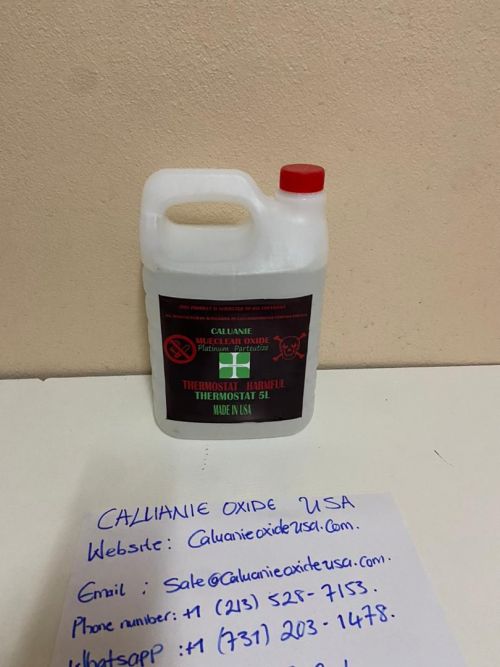 CALUANIE
MUECLEAR OXIDE
Platinum Parteutize
THERMOSTAT HARMFUL
THERMOSTAT 5L
MADE IN USA
CALUANIE OXIDE USA
Website: Caluanieoxideusa.Com.
Email : Sale@Caluanieoxideusa.com.
Phone number: +1 (213) 528-7153.
Whatsapp :+1 (731) 203-1478.